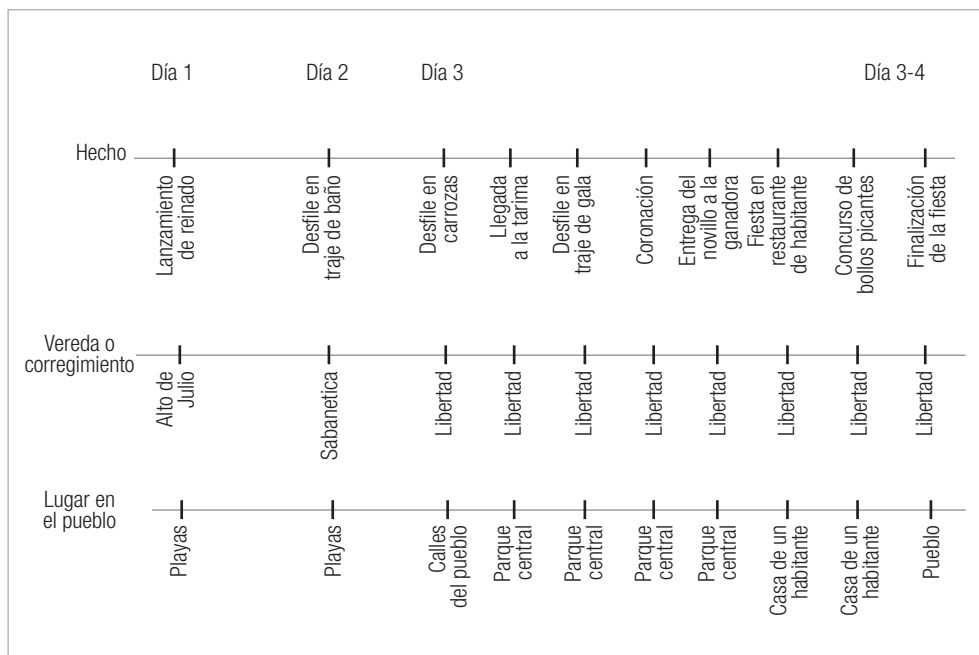 Día 1
Día 2
Día 3
Día 3-4
Hecho
Lanzamiento
de reinado
Desfile en
traje de baño
Desfile en
carrozas
Llegada
a la tarima
Desfile en
traje de gala
Coronación
Entrega del
novillo a la
ganadora
Fiesta en
restaurante
de habitante
Concurso de
bollos picantes
Finalización
de la fiesta
Vereda o
corregimiento
Alto de
Julio
Sabanetica
Libertad
Libertad
Libertad
Libertad
Libertad
Libertad
Libertad
Libertad
Lugar en
el pueblo
Playas
Playas
Calles
del pueblo
Parque
central
Parque
central
Parque
central
Parque
central
Casa de un
habitante
Casa de un
habitante
Pueblo